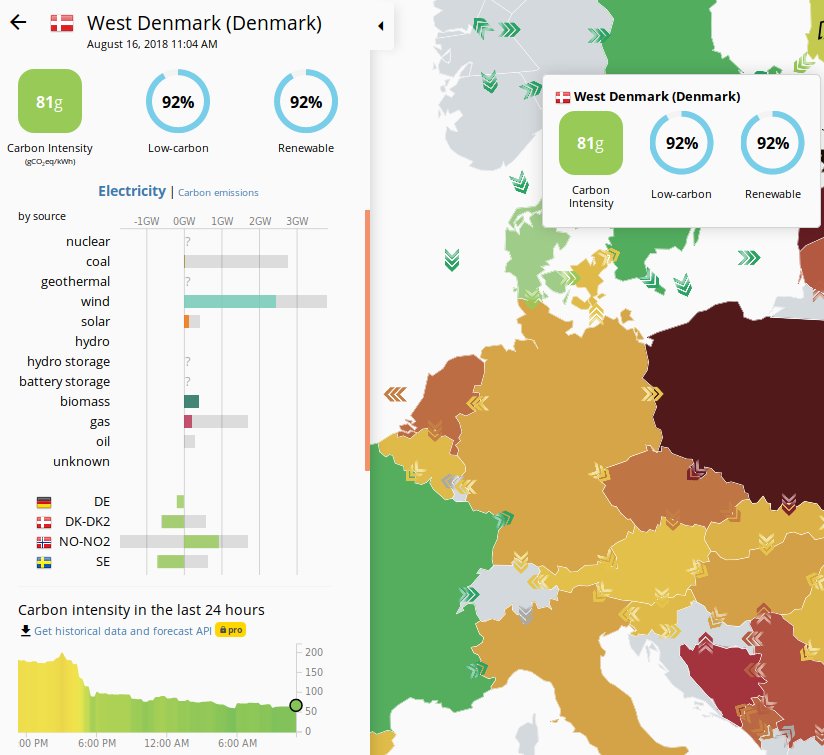 West Denmark (Denmark)
August 16, 2018 11:04 AM
81g
92%
92%
Carbon Intensity
(gCO₂eq/kWh)
Low-carbon
Renewable
Electricity | Carbon emissions
by source
-1GW 0GW 1GW 2GW 3GW
nuclear ?
coal
geothermal ?
wind
solar
hydro
hydro storage ?
battery storage ?
biomass
gas
oil
unknown
DE
DK-DK2
NO-NO2
SE
Carbon intensity in the last 24 hours
Get historical data and forecast API pro
200
150
100
50
0
00 PM 6:00 PM 12:00 AM 6:00 AM
West Denmark (Denmark)
81g
92%
92%
Carbon
Intensity
Low-carbon
Renewable